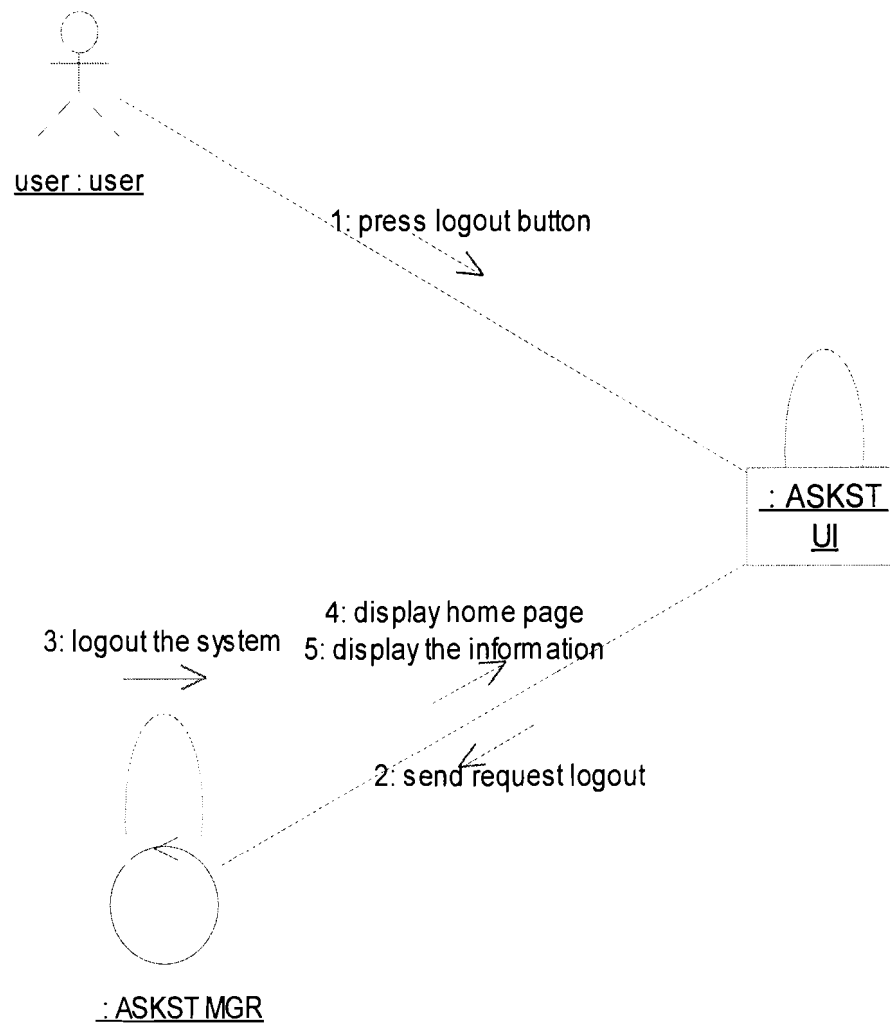 user : user
1: press logout button
: ASKST
UI
4: display home page
3: logout the system
5: display the information
2: send request logout
: ASKST MGR